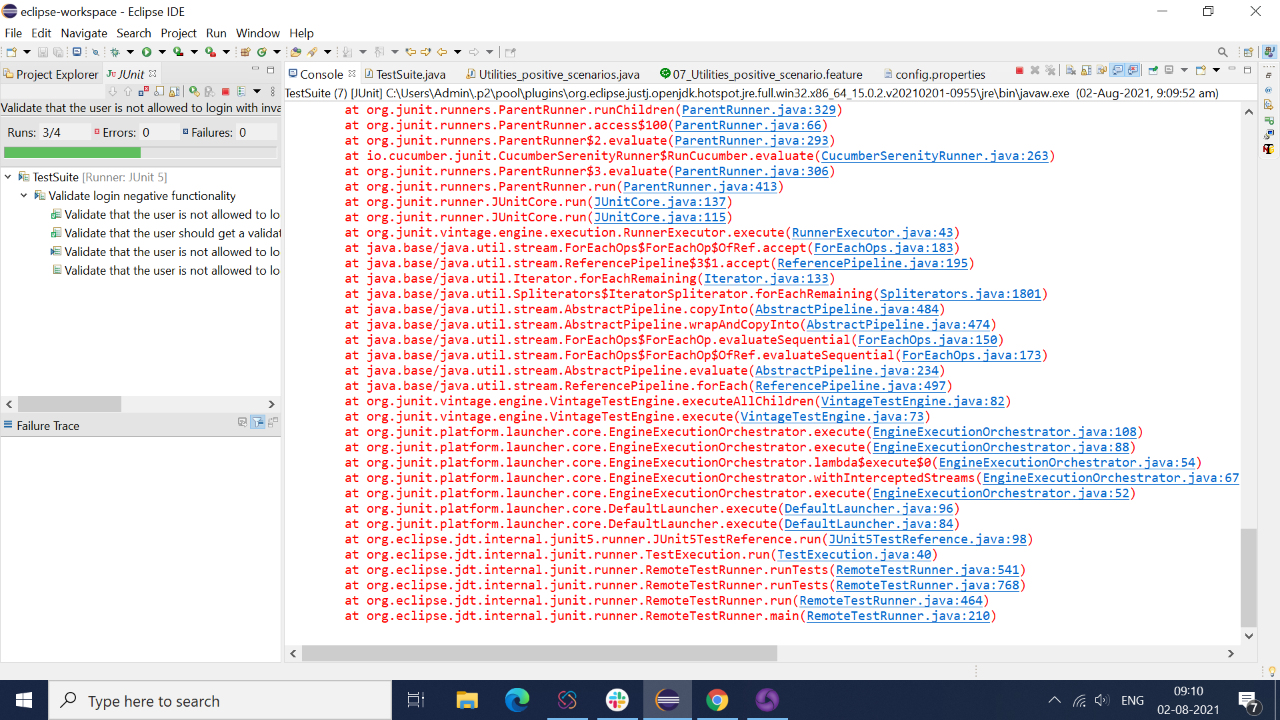 eclipse-workspace - Eclipse IDE
File Edit Navigate Search Project Run Window Help
Project Explorer JUnit
Console TestSuite.java Utilities_positive_scenarios.java 07_Utilities_positive_scenario.feature config.properties
TestSuite (7) [JUnit] C:\Users\Admin\.p2\pool\plugins\org.eclipse.justj.openjdk.hotspot.jre.full.win32.x86_64_15.0.2.v20210201-0955\jre\bin\javaw.exe (02-Aug-2021, 9:09:52 am)
Validate that the user is not allowed to login with inva
Runs: 3/4 Errors: 0 Failures: 0
TestSuite [Runner: JUnit 5]
Validate login negative functionality
Validate that the user is not allowed to lo
Validate that the user should get a validat
Validate that the user is not allowed to lo
Validate that the user is not allowed to lo
Failure Trace
at org.junit.runners.ParentRunner.runChildren(ParentRunner.java:329)
at org.junit.runners.ParentRunner.access$100(ParentRunner.java:66)
at org.junit.runners.ParentRunner$2.evaluate(ParentRunner.java:293)
at io.cucumber.junit.CucumberSerenityRunner$RunCucumber.evaluate(CucumberSerenityRunner.java:263)
at org.junit.runners.ParentRunner$3.evaluate(ParentRunner.java:306)
at org.junit.runners.ParentRunner.run(ParentRunner.java:413)
at org.junit.runner.JUnitCore.run(JUnitCore.java:137)
at org.junit.runner.JUnitCore.run(JUnitCore.java:115)
at org.junit.vintage.engine.execution.RunnerExecutor.execute(RunnerExecutor.java:43)
at java.base/java.util.stream.ForEachOps$ForEachOp$OfRef.accept(ForEachOps.java:183)
at java.base/java.util.stream.ReferencePipeline$3$1.accept(ReferencePipeline.java:195)
at java.base/java.util.Iterator.forEachRemaining(Iterator.java:133)
at java.base/java.util.Spliterators$IteratorSpliterator.forEachRemaining(Spliterators.java:1801)
at java.base/java.util.stream.AbstractPipeline.copyInto(AbstractPipeline.java:484)
at java.base/java.util.stream.AbstractPipeline.wrapAndCopyInto(AbstractPipeline.java:474)
at java.base/java.util.stream.ForEachOps$ForEachOp.evaluateSequential(ForEachOps.java:150)
at java.base/java.util.stream.ForEachOps$ForEachOp$OfRef.evaluateSequential(ForEachOps.java:173)
at java.base/java.util.stream.AbstractPipeline.evaluate(AbstractPipeline.java:234)
at java.base/java.util.stream.ReferencePipeline.forEach(ReferencePipeline.java:497)
at org.junit.vintage.engine.VintageTestEngine.executeAllChildren(VintageTestEngine.java:82)
at org.junit.vintage.engine.VintageTestEngine.execute(VintageTestEngine.java:73)
at org.junit.platform.launcher.core.EngineExecutionOrchestrator.execute(EngineExecutionOrchestrator.java:108)
at org.junit.platform.launcher.core.EngineExecutionOrchestrator.execute(EngineExecutionOrchestrator.java:88)
at org.junit.platform.launcher.core.EngineExecutionOrchestrator.lambda$execute$0(EngineExecutionOrchestrator.java:54)
at org.junit.platform.launcher.core.EngineExecutionOrchestrator.withInterceptedStreams(EngineExecutionOrchestrator.java:67
at org.junit.platform.launcher.core.EngineExecutionOrchestrator.execute(EngineExecutionOrchestrator.java:52)
at org.junit.platform.launcher.core.DefaultLauncher.execute(DefaultLauncher.java:96)
at org.junit.platform.launcher.core.DefaultLauncher.execute(DefaultLauncher.java:84)
at org.eclipse.jdt.internal.junit5.runner.JUnit5TestReference.run(JUnit5TestReference.java:98)
at org.eclipse.jdt.internal.junit.runner.TestExecution.run(TestExecution.java:40)
at org.eclipse.jdt.internal.junit.runner.RemoteTestRunner.runTests(RemoteTestRunner.java:541)
at org.eclipse.jdt.internal.junit.runner.RemoteTestRunner.runTests(RemoteTestRunner.java:768)
at org.eclipse.jdt.internal.junit.runner.RemoteTestRunner.run(RemoteTestRunner.java:464)
at org.eclipse.jdt.internal.junit.runner.RemoteTestRunner.main(RemoteTestRunner.java:210)
Type here to search
ENG
09:10
02-08-2021
7